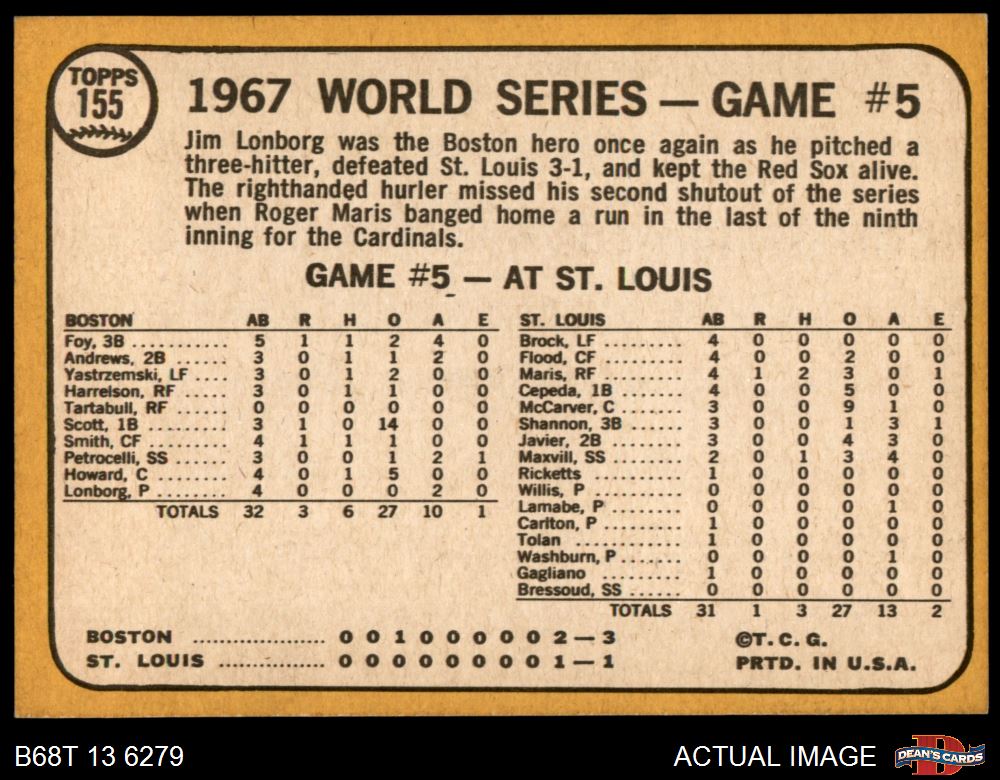 TOPPS
155
1967 WORLD SERIES — GAME #5
Jim Lonborg was the Boston hero once again as he pitched a
three-hitter, defeated St. Louis 3-1, and kept the Red Sox alive.
The righthanded hurler missed his second shutout of the series
when Roger Maris banged home a run in the last of the ninth
inning for the Cardinals.
GAME #5 — AT ST. LOUIS
BOSTON AB R H O A E
Foy, 3B ........... 5 1 1 2 4 0
Andrews, 2B ...... 3 0 1 1 2 0
Yastrzemski, LF .... 3 0 1 2 0 0
Harrelson, RF ..... 3 0 1 1 0 0
Tartabull, RF ...... 0 0 0 0 0 0
Scott, 1B .......... 3 1 0 14 0 0
Smith, CF ......... 4 1 1 1 0 0
Petrocelli, SS ...... 3 0 0 1 2 1
Howard, C ........ 4 0 1 5 0 0
Lonborg, P ........ 4 0 0 0 2 0
TOTALS 32 3 6 27 10 1
ST. LOUIS AB R H O A E
Brock, LF ......... 4 0 0 0 0 0
Flood, CF ......... 4 0 0 2 0 0
Maris, RF ......... 4 1 2 3 0 1
Cepeda, 1B ....... 4 0 0 5 0 0
McCarver, C ....... 3 0 0 9 1 0
Shannon, 3B ...... 3 0 0 1 3 1
Javier, 2B ........ 3 0 0 4 3 0
Maxvill, SS ....... 2 0 1 3 4 0
Ricketts ......... 1 0 0 0 0 0
Willis, P .......... 0 0 0 0 0 0
Lamabe, P ........ 0 0 0 0 1 0
Carlton, P ........ 1 0 0 0 0 0
Tolan ............ 1 0 0 0 0 0
Washburn, P ...... 0 0 0 0 1 0
Gagliano ......... 1 0 0 0 0 0
Bressoud, SS ...... 0 0 0 0 0 0
TOTALS 31 1 3 27 13 2
BOSTON .................... 0 0 1 0 0 0 0 0 2 — 3
ST. LOUIS ................ 0 0 0 0 0 0 0 0 1 — 1
©T. C. G.
PRTD. IN U.S.A.
B68T 13 6279
ACTUAL IMAGE
D
DEAN'S CARDS